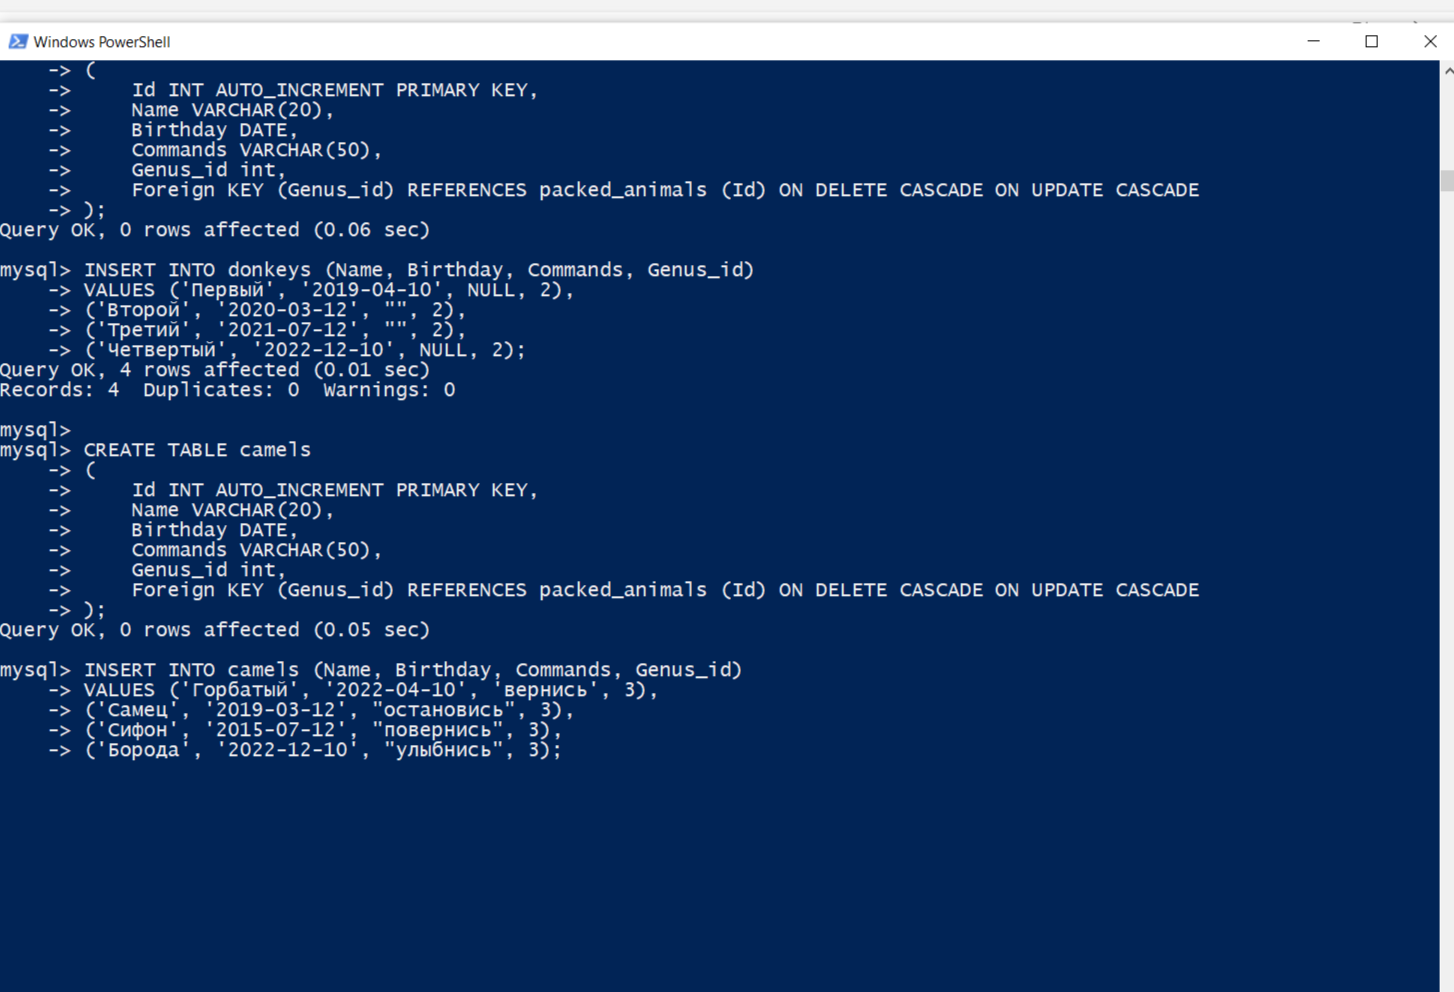 Windows PowerShell
    -> (
    ->     Id INT AUTO_INCREMENT PRIMARY KEY,
    ->     Name VARCHAR(20),
    ->     Birthday DATE,
    ->     Commands VARCHAR(50),
    ->     Genus_id int,
    ->     Foreign KEY (Genus_id) REFERENCES packed_animals (Id) ON DELETE CASCADE ON UPDATE CASCADE
    -> );
Query OK, 0 rows affected (0.06 sec)
mysql> INSERT INTO donkeys (Name, Birthday, Commands, Genus_id)
    -> VALUES ('Первый', '2019-04-10', NULL, 2),
    -> ('Второй', '2020-03-12', "", 2),
    -> ('Третий', '2021-07-12', "", 2),
    -> ('Четвертый', '2022-12-10', NULL, 2);
Query OK, 4 rows affected (0.01 sec)
Records: 4  Duplicates: 0  Warnings: 0
mysql>
mysql> CREATE TABLE camels
    -> (
    ->     Id INT AUTO_INCREMENT PRIMARY KEY,
    ->     Name VARCHAR(20),
    ->     Birthday DATE,
    ->     Commands VARCHAR(50),
    ->     Genus_id int,
    ->     Foreign KEY (Genus_id) REFERENCES packed_animals (Id) ON DELETE CASCADE ON UPDATE CASCADE
    -> );
Query OK, 0 rows affected (0.05 sec)
mysql> INSERT INTO camels (Name, Birthday, Commands, Genus_id)
    -> VALUES ('Горбатый', '2022-04-10', 'вернись', 3),
    -> ('Самец', '2019-03-12', "остановись", 3),
    -> ('Сифон', '2015-07-12', "повернись", 3),
    -> ('Борода', '2022-12-10', "улыбнись", 3);